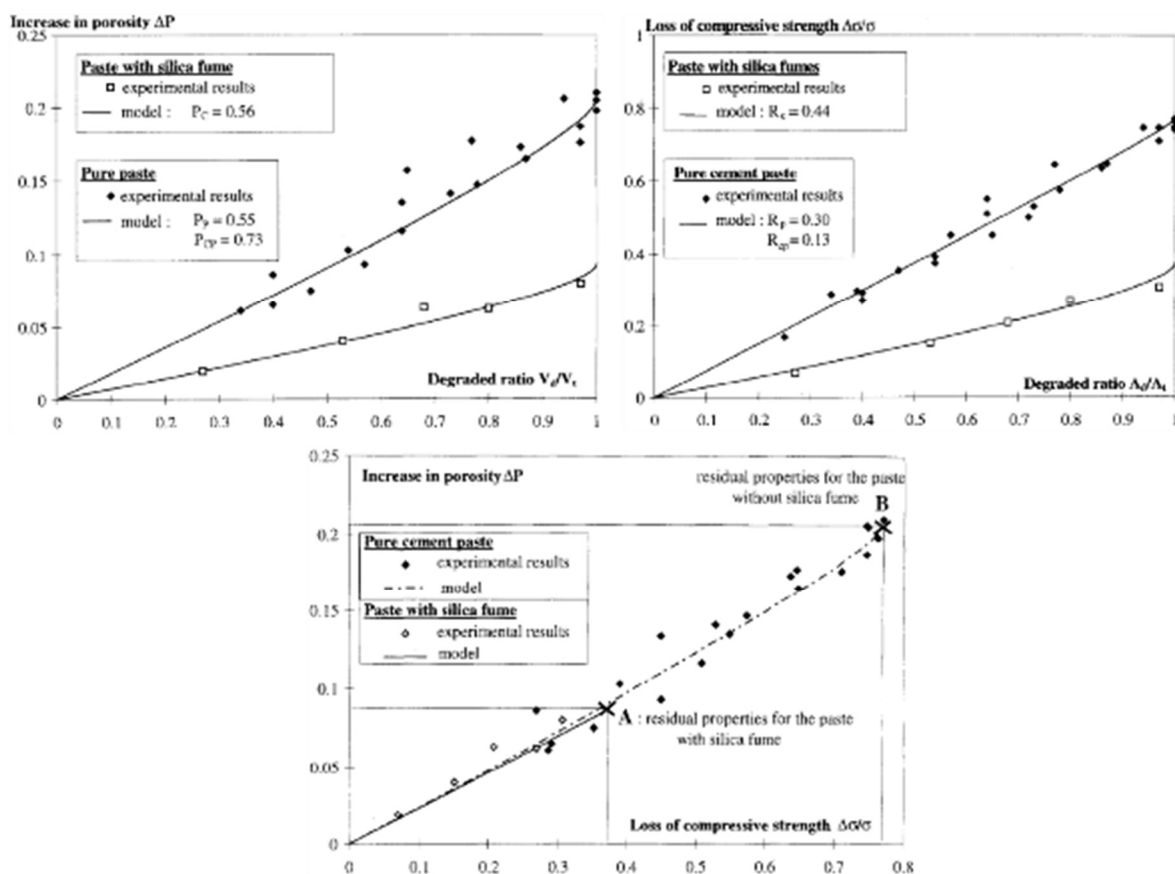 Increase in porosity ΔP
0.25
0.2
0.15
0.1
0.05
0
Paste with silica fume
experimental results
model : P_C = 0.56
Pure paste
experimental results
model : P_P = 0.55
P_CP = 0.73
Degraded ratio V_d/V_t
0 0.1 0.2 0.3 0.4 0.5 0.6 0.7 0.8 0.9 1
Loss of compressive strength Δσ/σ
1
0.8
0.6
0.4
0.2
0
Paste with silica fumes
experimental results
model : = 0.44
Pure cement paste
experimental results
model : R_p = 0.30
= 0.13
Degraded ratio A_d/A_t
0 0.1 0.2 0.3 0.4 0.5 0.6 0.7 0.8 0.9 1
0.25
0.2
0.15
0.1
0.05
0
Increase in porosity ΔP
residual properties for the paste
without silica fume
B
Pure cement paste
experimental results
model
Paste with silica fume
experimental results
model
A : residual properties for the paste
with silica fume
Loss of compressive strength Δσ/σ
0 0.1 0.2 0.3 0.4 0.5 0.6 0.7 0.8